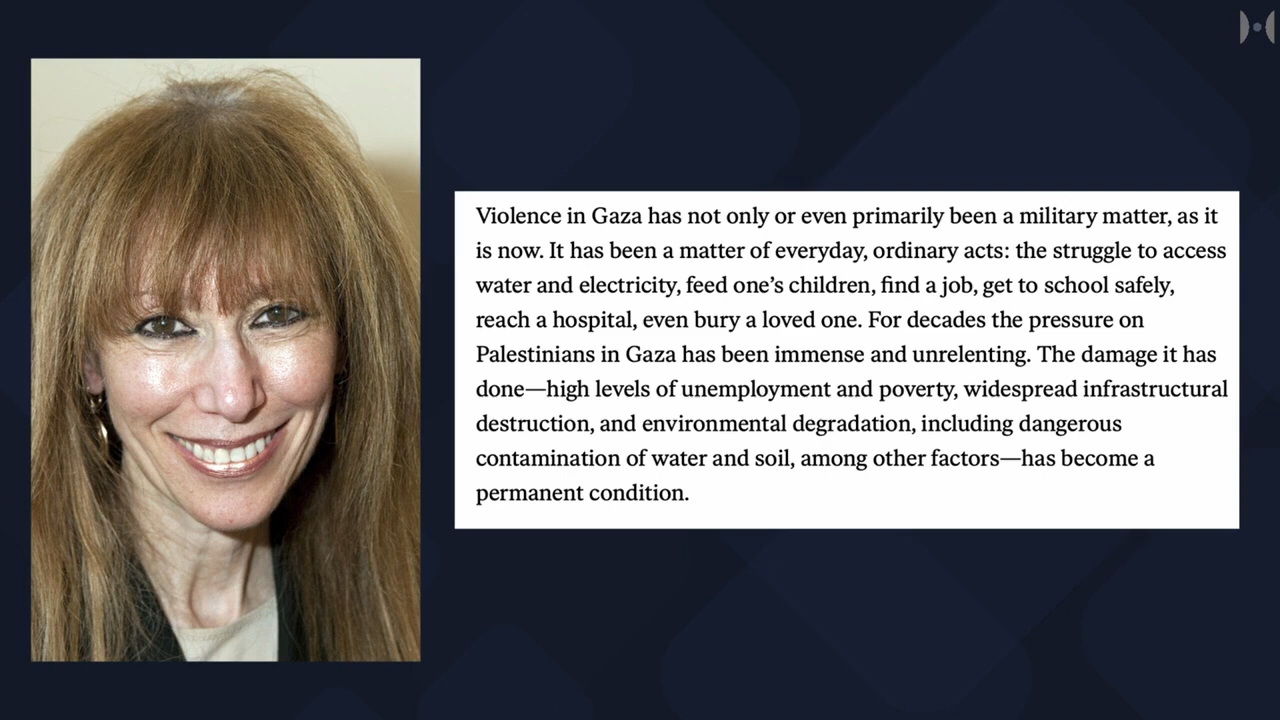 Violence in Gaza has not only or even primarily been a military matter, as it
is now. It has been a matter of everyday, ordinary acts: the struggle to access
water and electricity, feed one’s children, find a job, get to school safely,
reach a hospital, even bury a loved one. For decades the pressure on
Palestinians in Gaza has been immense and unrelenting. The damage it has
done—high levels of unemployment and poverty, widespread infrastructural
destruction, and environmental degradation, including dangerous
contamination of water and soil, among other factors—has become a
permanent condition.